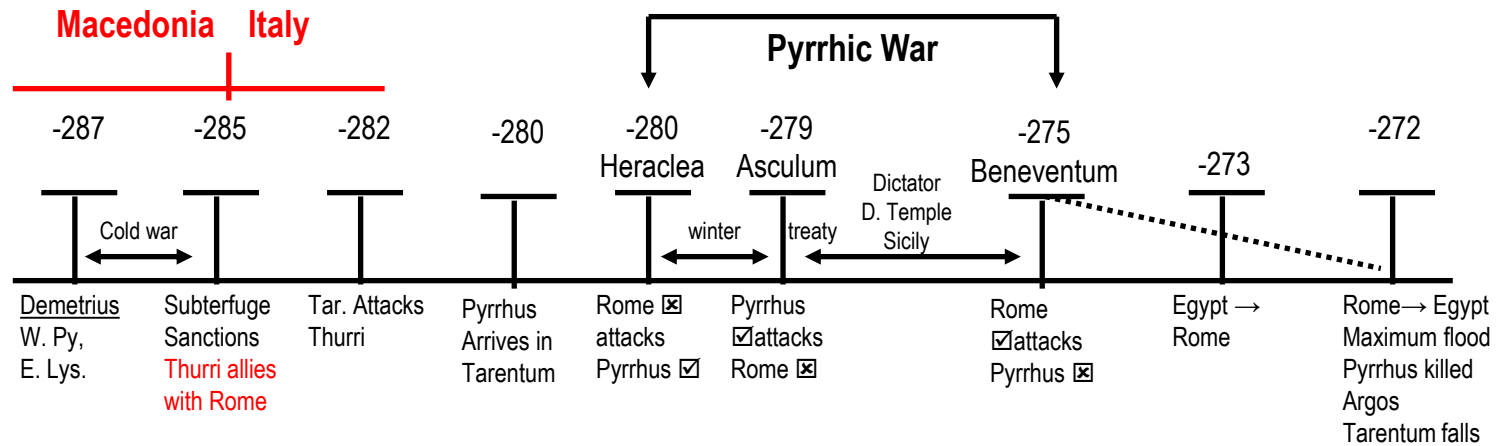 Macedonia Italy
Pyrrhic War
-287
-285
-282
-280
-280
Heraclea
-279
Asculum
-275
Beneventum
-273
-272
Cold war
winter
treaty
Dictator
D. Temple
Sicily
Demetrius
W. Py,
E. Lys.
Subterfuge
Sanctions
Thurri allies
with Rome
Tar. Attacks
Thurri
Pyrrhus
Arrives in
Tarentum
Rome ☒
attacks
Pyrrhus ☑
Pyrrhus
☑attacks
Rome ☒
Rome
☑attacks
Pyrrhus ☒
Egypt →
Rome
Rome→ Egypt
Maximum flood
Pyrrhus killed
Argos
Tarentum falls